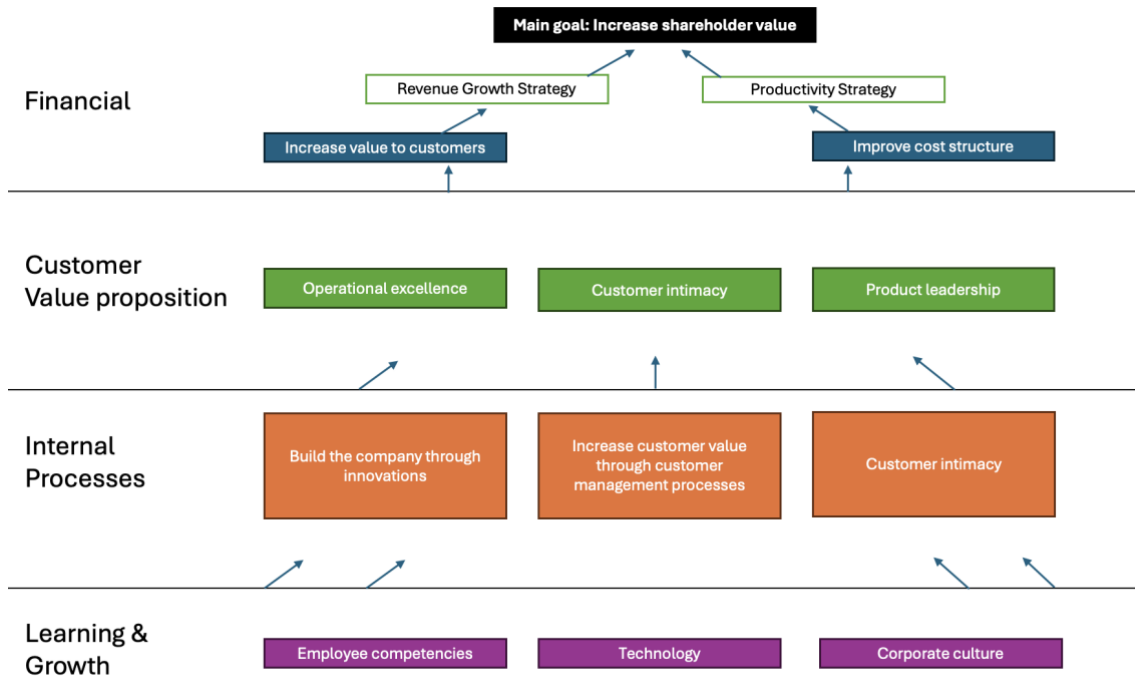 Main goal: Increase shareholder value
Financial
Revenue Growth Strategy
Productivity Strategy
Increase value to customers
Improve cost structure
Customer
Value proposition
Operational excellence
Customer intimacy
Product leadership
Internal
Processes
Build the company through
innovations
Increase customer value
through customer
management processes
Customer intimacy
Learning &
Growth
Employee competencies
Technology
Corporate culture